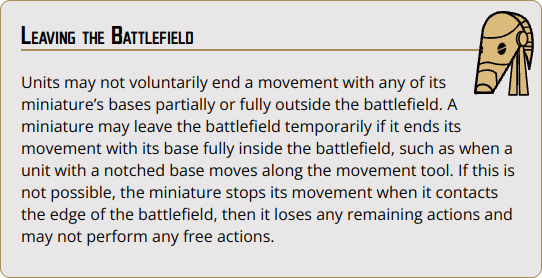 LEAVING THE BATTLEFIELD
Units may not voluntarily end a movement with any of its
miniature's bases partially or fully outside the battlefield. A
miniature may leave the battlefield temporarily if it ends its
movement with its base fully inside the battlefield, such as when a
unit with a notched base moves along the movement tool. If this is
not possible, the miniature stops its movement when it contacts
the edge of the battlefield, then it loses any remaining actions and
may not perform any free actions.